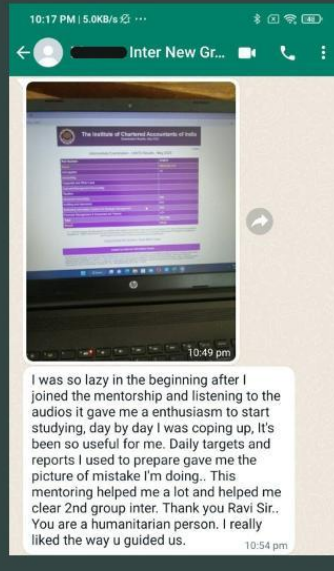 10:17 PM | 5.0KB/s
Inter New Gr...
The Institute of Chartered Accountants of India
10:49 pm
I was so lazy in the beginning after I
joined the mentorship and listening to the
audios it gave me a enthusiasm to start
studying, day by day I was coping up, It's
been so useful for me. Daily targets and
reports I used to prepare gave me the
picture of mistake I'm doing.. This
mentoring helped me a lot and helped me
clear 2nd group inter. Thank you Ravi Sir..
You are a humanitarian person. I really
liked the way u guided us.
10:54 pm